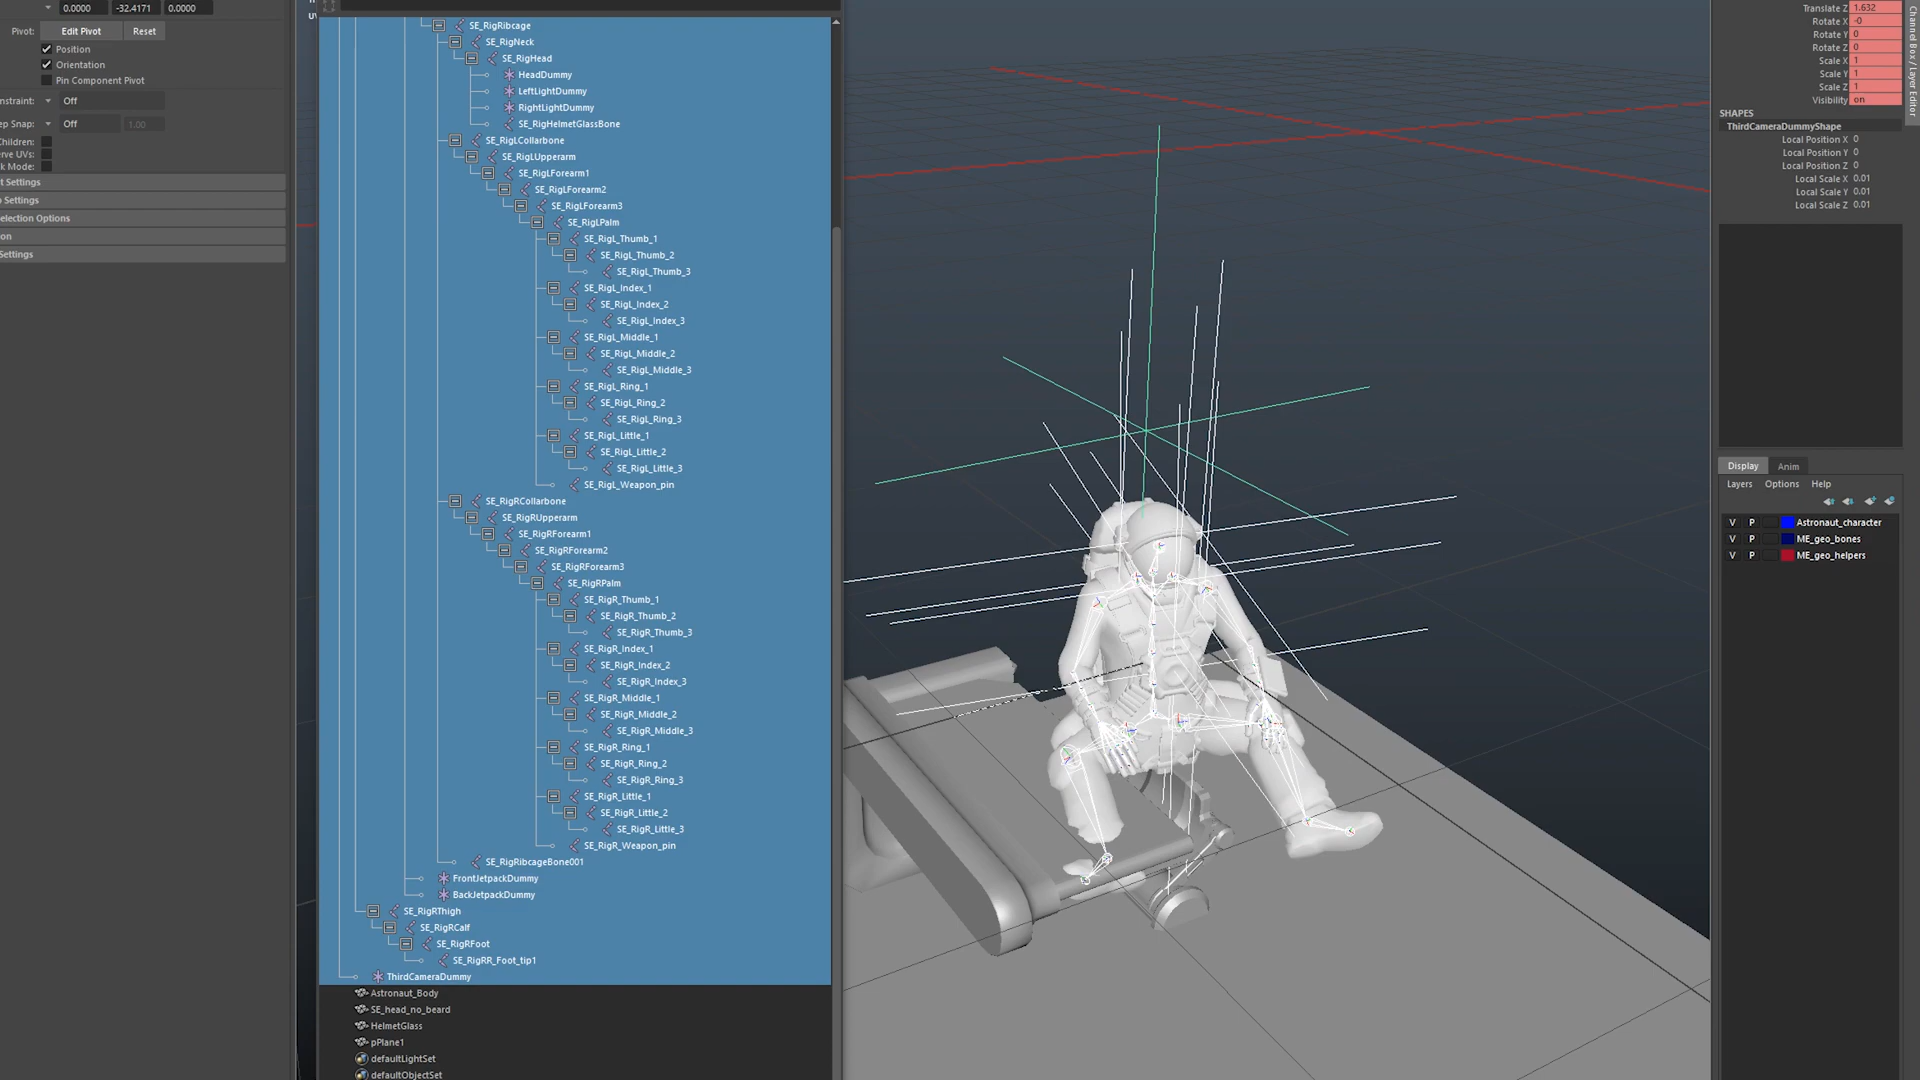 0.0000 -32.4171 0.0000
Pivot: Edit Pivot Reset
Position
Orientation
Pin Component Pivot
nstraint: Off
ep Snap: Off 1.00
Children:
rve UVs:
k Mode:
t Settings
o Settings
election Options
on
Settings
SE_RigRibcage
SE_RigNeck
SE_RigHead
HeadDummy
LeftLightDummy
RightLightDummy
SE_RigHelmetGlassBone
SE_RigLCollarbone
SE_RigLUpperarm
SE_RigLForearm1
SE_RigLForearm2
SE_RigLForearm3
SE_RigLPalm
SE_RigL_Thumb_1
SE_RigL_Thumb_2
SE_RigL_Thumb_3
SE_RigL_Index_1
SE_RigL_Index_2
SE_RigL_Index_3
SE_RigL_Middle_1
SE_RigL_Middle_2
SE_RigL_Middle_3
SE_RigL_Ring_1
SE_RigL_Ring_2
SE_RigL_Ring_3
SE_RigL_Little_1
SE_RigL_Little_2
SE_RigL_Little_3
SE_RigL_Weapon_pin
SE_RigRCollarbone
SE_RigRUpperarm
SE_RigRForearm1
SE_RigRForearm2
SE_RigRForearm3
SE_RigRPalm
SE_RigR_Thumb_1
SE_RigR_Thumb_2
SE_RigR_Thumb_3
SE_RigR_Index_1
SE_RigR_Index_2
SE_RigR_Index_3
SE_RigR_Middle_1
SE_RigR_Middle_2
SE_RigR_Middle_3
SE_RigR_Ring_1
SE_RigR_Ring_2
SE_RigR_Ring_3
SE_RigR_Little_1
SE_RigR_Little_2
SE_RigR_Little_3
SE_RigR_Weapon_pin
SE_RigRibcageBone001
FrontJetpackDummy
BackJetpackDummy
SE_RigRThigh
SE_RigRCalf
SE_RigRFoot
SE_RigRR_Foot_tip1
ThirdCameraDummy
Astronaut_Body
SE_head_no_beard
HelmetGlass
pPlane1
defaultLightSet
defaultObjectSet
Translate Z 1.632
Rotate X -0
Rotate Y 0
Rotate Z 0
Scale X 1
Scale Y 1
Scale Z 1
Visibility on
SHAPES
ThirdCameraDummyShape
Local Position X 0
Local Position Y 0
Local Position Z 0
Local Scale X 0.01
Local Scale Y 0.01
Local Scale Z 0.01
Channel Box / Layer Editor
Display Anim
Layers Options Help
V P Astronaut_character
V P ME_geo_bones
V P ME_geo_helpers